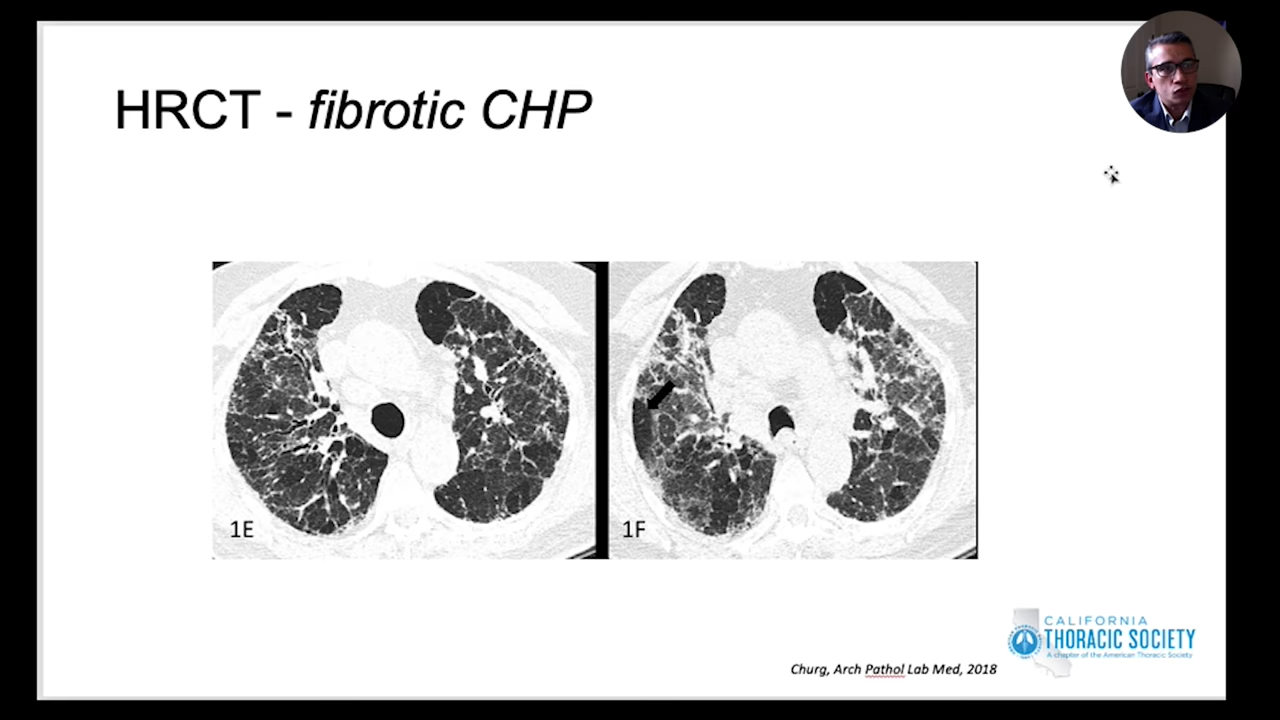 HRCT - fibrotic CHP
1E
1F
CALIFORNIA
THORACIC SOCIETY
A chapter of the American Thoracic Society
Churg, Arch Pathol Lab Med, 2018